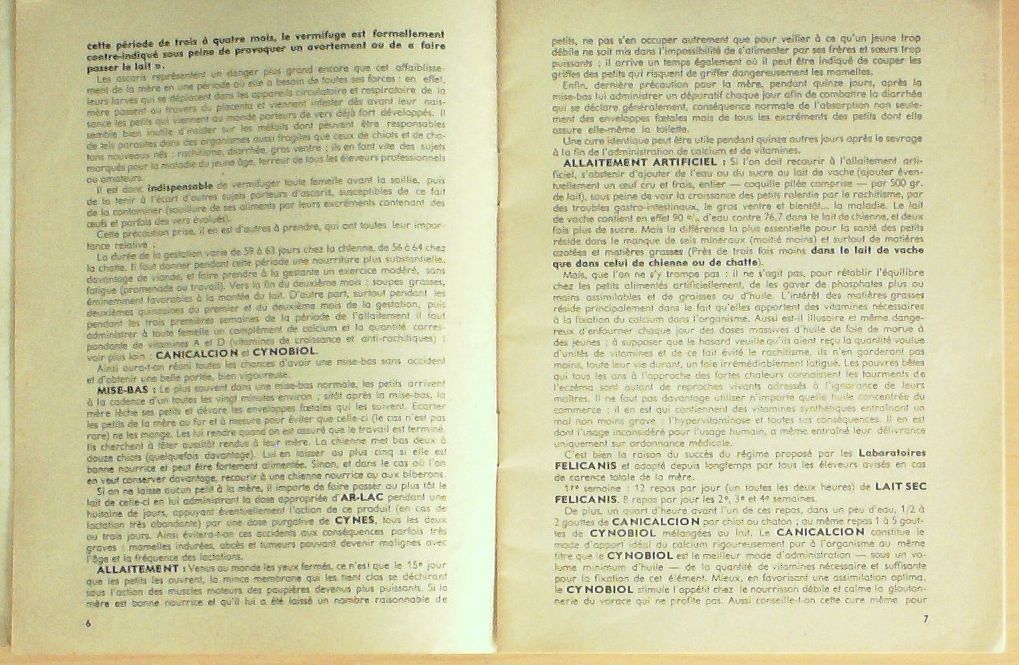 cette période de trois à quatre mois, le vermifuge est formellement
contre-indiqué sous peine de provoquer un avortement ou de « faire
passer le lait ».
Les ascaris représentent un danger plus grand encore que cet affaiblisse-
ment de la mère en une période où elle a besoin de toutes ses forces : en effet,
leurs larves qui se déplacent dans les appareils circulatoire et respiratoire de la
mère passent au travers du placenta et viennent infester dès avant leur nais-
sance les petits qui viennent au monde porteurs de vers déjà fort développés. Il
semble bien inutile d'insister sur les méfaits dont peuvent être responsables
de tels parasites dans des organismes aussi fragiles que ceux de chiots et de cha-
tons nouveaux nés : rachitisme, diarrhée, gros ventre ; ils en font vite des sujets
marqués pour la maladie du jeune âge, terreur de tous les éleveurs professionnels
ou amateurs.
Il est donc indispensable de vermifuger toute femelle avant la saillie, puis
de la tenir à l'écart d'autres sujets porteurs d'ascaris, susceptibles de ce fait
de la contaminer (souillure de ses aliments par leurs excréments contenant des
œufs et parfois des vers évolués).
Cette précaution prise, il en est d'autres à prendre, qui ont toutes leur impor-
tance relative :
La durée de la gestation varie de 59 à 63 jours chez la chienne, de 56 à 64 chez
la chatte. Il faut donner pendant cette période une nourriture plus substantielle,
davantage de viande, et faire prendre à la gestante un exercice modéré, sans
fatigue (promenade ou travail). Vers la fin du deuxième mois : soupes grasses,
éminemment favorables à la montée du lait. D'autre part, surtout pendant les
deuxièmes quinzaines du premier et du deuxième mois de la gestation, puis
pendant les trois premières semaines de la période de l'allaitement il faut
administrer à toute femelle un complément de calcium et la quantité corres-
pondante de vitamines A et D (vitamines de croissance et anti-rachitiques) ;
voir plus loin : CANICALCION et CYNOBIOL.
Ainsi aura-t-on réuni toutes les chances d'avoir une mise-bas sans accident
et d'obtenir une belle portée, bien vigoureuse.
MISE-BAS : Le plus souvent dans une mise-bas normale, les petits arrivent
à la cadence d'un toutes les vingt minutes environ ; sitôt après la mise-bas, la
mère lèche ses petits et dévore les enveloppes fœtales qui les suivent. Ecarter
les petits de la mère au fur et à mesure pour éviter que celle-ci (le cas n'est pas
rare) ne les mange. Les lui rendre quand on est assuré que le travail est terminé.
Ils cherchent à téter aussitôt rendus à leur mère. La chienne met bas deux à
douze chiots (quelquefois davantage). Lui en laisser au plus cinq si elle est
bonne nourrice et peut être fortement alimentée. Sinon, et dans le cas où l'on
en veut conserver davantage, recourir à une chienne nourrice ou aux biberons.
Si on ne laisse aucun petit à la mère, il importe de faire passer au plus tôt le
lait de celle-ci en lui administrant la dose appropriée d'AR-LAC pendant une
huitaine de jours, appuyant éventuellement l'action de ce produit (en cas de
lactation très abondante) par une dose purgative de CYNES, tous les deux
ou trois jours. Ainsi évitera-t-on ces accidents aux conséquences parfois très
graves : mamelles indurées, abcès et tumeurs pouvant devenir malignes avec
l'âge et la fréquence des lactations.
ALLAITEMENT : Venus au monde les yeux fermés, ce n'est que le 15e jour
que les petits les ouvrent, la mince membrane qui les tient clos se déchirant
sous l'action des muscles moteurs des paupières devenus plus puissants. Si la
mère est bonne nourrice et qu'il lui a été laissé un nombre raisonnable de
6
petits, ne pas s'en occuper autrement que pour veiller à ce qu'un jeune trop
débile ne soit mis dans l'impossibilité de s'alimenter par ses frères et sœurs trop
puissants ; il arrive un temps également où il peut être indiqué de couper les
griffes des petits qui risquent de griffer dangereusement les mamelles.
Enfin, dernière précaution pour la mère, pendant quinze jours, après la
mise-bas lui administrer un dépuratif chaque jour afin de combattre la diarrhée
qui se déclare généralement, conséquence normale de l'absorption non seule-
ment des enveloppes fœtales mais de tous les excréments des petits dont elle
assure elle-même la toilette.
Une cure identique peut être utile pendant quinze autres jours après le sevrage
à la fin de l'administration de calcium et de vitamines.
ALLAITEMENT ARTIFICIEL : Si l'on doit recourir à l'allaitement arti-
ficiel, s'abstenir d'ajouter de l'eau ou du sucre au lait de vache (ajouter éven-
tuellement un œuf cru et frais, entier — coquille pilée comprise — par 500 gr.
de lait), sous peine de voir la croissance des petits ralentie par le rachitisme, par
des troubles gastro-intestinaux, le gros ventre et bientôt... la maladie. Le lait
de vache contient en effet 90 °/o d'eau contre 76,7 dans le lait de chienne, et deux
fois plus de sucre. Mais la différence la plus essentielle pour la santé des petits
réside dans le manque de sels minéraux (moitié moins) et surtout de matières
azotées et matières grasses (Près de trois fois moins dans le lait de vache
que dans celui de chienne ou de chatte).
Mais, que l'on ne s'y trompe pas : il ne s'agit pas, pour rétablir l'équilibre
chez les petits alimentés artificiellement, de les gaver de phosphates plus ou
moins assimilables et de graisses ou d'huile. L'intérêt des matières grasses
réside principalement dans le fait qu'elles apportent des vitamines nécessaires
à la fixation du calcium dans l'organisme. Aussi est-il illusoire et même dange-
reux d'enfourner chaque jour des doses massives d'huile de foie de morue à
des jeunes ; à supposer que le hasard veuille qu'ils aient reçu la quantité voulue
d'unités de vitamines et de ce fait évité le rachitisme, ils n'en garderont pas
moins, toute leur vie durant, un foie irrémédiablement fatigué. Les pauvres bêtes
qui tous les ans à l'approche des fortes chaleurs connaissent les tourments de
l'eczéma sont autant de reproches vivants adressés à l'ignorance de leurs
maîtres. Il ne faut pas davantage utiliser n'importe quelle huile concentrée du
commerce : il en est qui contiennent des vitamines synthétiques entraînant un
mal non moins grave : l'hypervitaminose et toutes ses conséquences. Il en est
dont l'usage inconsidéré pour l'usage humain, a même entraîné leur délivrance
uniquement sur ordonnance médicale.
C'est bien la raison du succès du régime proposé par les Laboratoires
FELICANIS et adopté depuis longtemps par tous les éleveurs avisés en cas
de carence totale de la mère.
1re semaine : 12 repas par jour (un toutes les deux heures) de LAIT SEC
FELICANIS. 8 repas par jour les 2e, 3e et 4e semaines.
De plus, un quart d'heure avant l'un de ces repas, dans un peu d'eau, 1/2 à
2 gouttes de CANICALCION par chiot ou chaton ; au même repas 1 à 5 gout-
tes de CYNOBIOL mélangées au lait. Le CANICALCION constitue le
mode d'apport idéal du calcium rigoureusement pur à l'organisme au même
titre que le CYNOBIOL est le meilleur mode d'administration — sous un vo-
lume minimum d'huile — de la quantité de vitamines nécessaire et suffisante
pour la fixation de cet élément. Mieux, en favorisant une assimilation optima,
le CYNOBIOL stimule l'appétit chez le nourrisson débile et calme la glouton-
nerie du vorace qui ne profite pas. Aussi conseille-t-on cette cure même pour
7